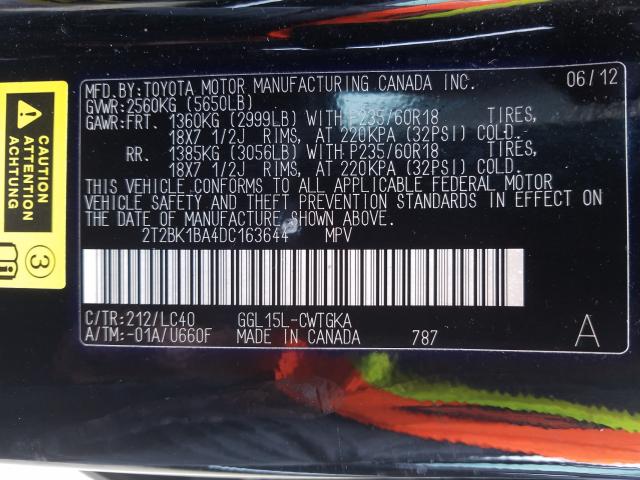 MFD.BY:TOYOTA MOTOR MANUFACTURING CANADA INC. 06/12
GVWR:2560KG (5650LB)
GAWR:FRT. 1360KG (2999LB) WITH P235/60R18 TIRES,
18X7 1/2J RIMS, AT 220KPA (32PSI) COLD.
RR. 1385KG (3056LB) WITH P235/60R18 TIRES,
18X7 1/2J RIMS, AT 220KPA (32PSI) COLD.
THIS VEHICLE CONFORMS TO ALL APPLICABLE FEDERAL MOTOR
VEHICLE SAFETY AND THEFT PREVENTION STANDARDS IN EFFECT ON
THE DATE OF MANUFACTURE SHOWN ABOVE.
2T2BK1BA4DC163644 MPV
C/TR:212/LC40 GGL15L-CWTGKA
A/TM:-01A/U660F MADE IN CANADA 787 A
CAUTION
ATTENTION
ACHTUNG
3